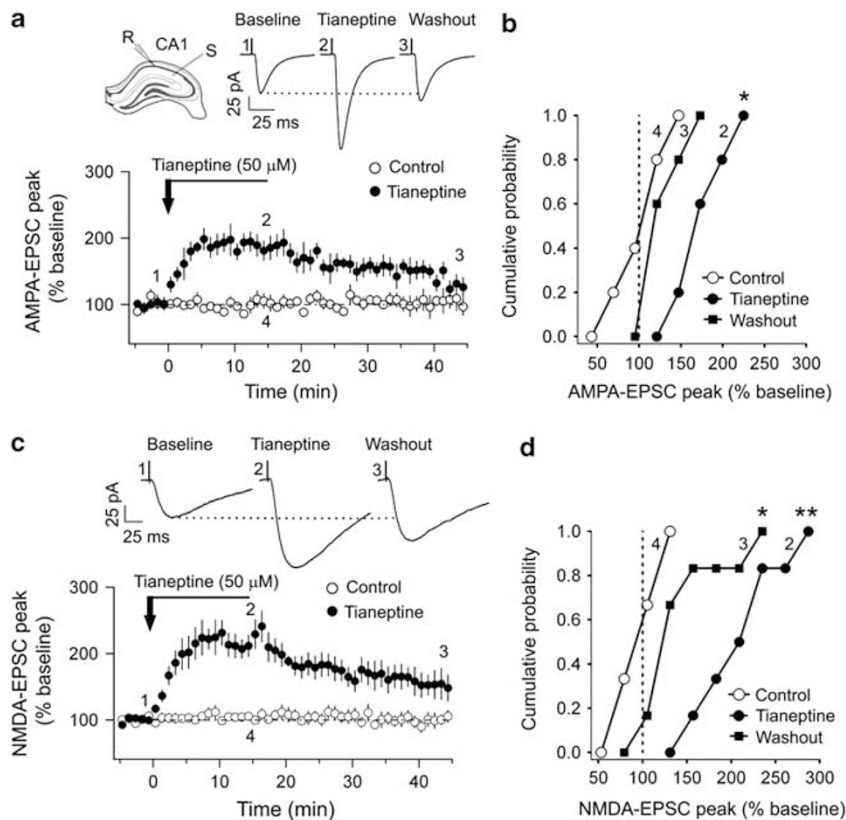 a
R CA1 S
Baseline Tianeptine Washout
1 2 3
25 pA
25 ms
Tianeptine (50 μM)
Control
Tianeptine
300
200
100
1 2 3 4
AMPA-EPSC peak
(% baseline)
0 10 20 30 40
Time (min)
b
*
1.0
0.8
0.6
0.4
0.2
0.0
4 3 2
Cumulative probability
Control
Tianeptine
Washout
50 100 150 200 250 300
AMPA-EPSC peak (% baseline)
c
Baseline Tianeptine Washout
1 2 3
25 pA
25 ms
Tianeptine (50 μM)
Control
Tianeptine
300
200
100
1 2 3 4
NMDA-EPSC peak
(% baseline)
0 10 20 30 40
Time (min)
d
* **
1.0
0.8
0.6
0.4
0.2
0.0
4 3 2
Cumulative probability
Control
Tianeptine
Washout
50 100 150 200 250 300
NMDA-EPSC peak (% baseline)